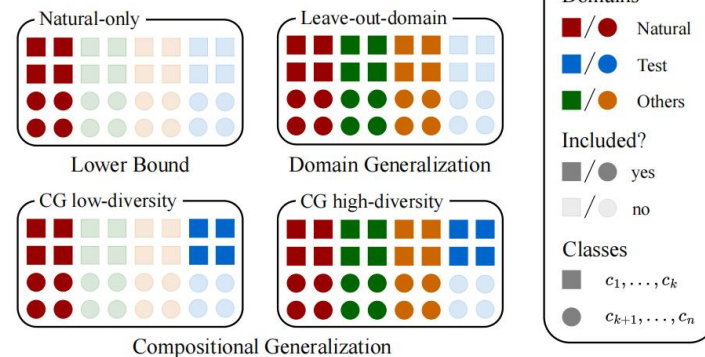 Natural-only
Leave-out-domain
Lower Bound
Domain Generalization
CG low-diversity
CG high-diversity
Compositional Generalization
Domains
Natural
Test
Others
Included?
yes
no
Classes
c₁, . . . , cₖ
cₖ₊₁, . . . , cₙ